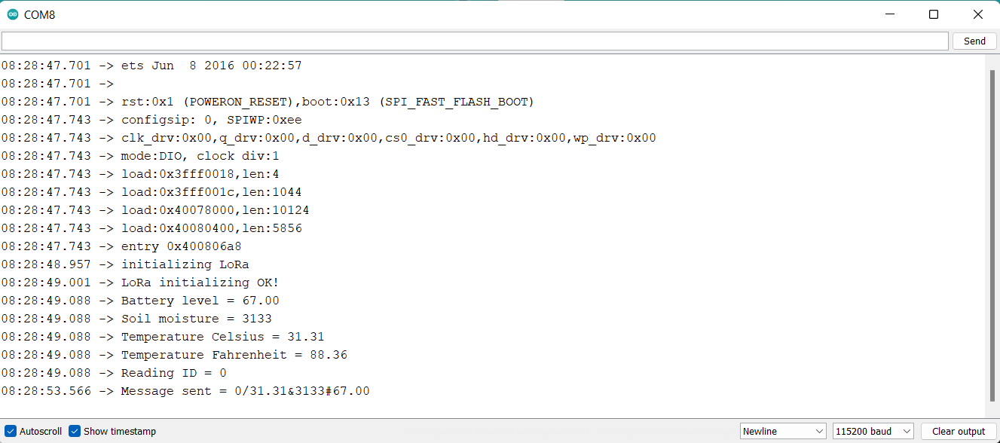 COM8
Send
08:28:47.701 -> ets Jun  8 2016 00:22:57
08:28:47.701 ->
08:28:47.701 -> rst:0x1 (POWERON_RESET),boot:0x13 (SPI_FAST_FLASH_BOOT)
08:28:47.743 -> configsip: 0, SPIWP:0xee
08:28:47.743 -> clk_drv:0x00,q_drv:0x00,d_drv:0x00,cs0_drv:0x00,hd_drv:0x00,wp_drv:0x00
08:28:47.743 -> mode:DIO, clock div:1
08:28:47.743 -> load:0x3fff0018,len:4
08:28:47.743 -> load:0x3fff001c,len:1044
08:28:47.743 -> load:0x40078000,len:10124
08:28:47.743 -> load:0x40080400,len:5856
08:28:47.743 -> entry 0x400806a8
08:28:48.957 -> initializing LoRa
08:28:49.001 -> LoRa initializing OK!
08:28:49.088 -> Battery level = 67.00
08:28:49.088 -> Soil moisture = 3133
08:28:49.088 -> Temperature Celsius = 31.31
08:28:49.088 -> Temperature Fahrenheit = 88.36
08:28:49.088 -> Reading ID = 0
08:28:53.566 -> Message sent = 0/31.31&3133#67.00
Autoscroll Show timestamp Newline 115200 baud Clear output